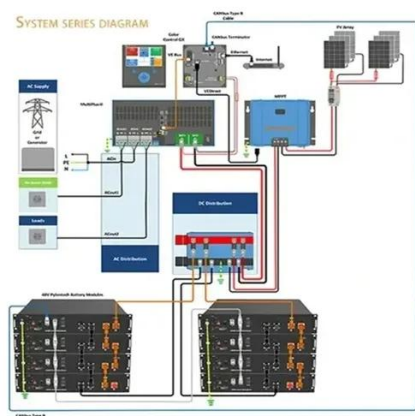 SYSTEM SERIES DIAGRAM
CANbus Type B
Cable
Color
Control GX
CANbus Terminator
PV Array
VE Bus
Ethernet
Internet
AC Supply
VE Direct
MultiPlus-II
MPPT
Grid
or
Generator
L
PE
N
ACin
ACout1
Loads
ACout2
DC Distribution
AC Distribution
48V Pylontech Battery Modules
CANbus Type B